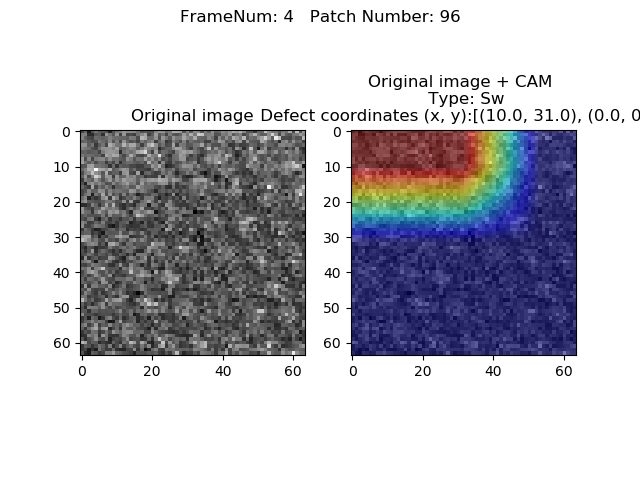 FrameNum: 4   Patch Number: 96
Original image + CAM
Type: Sw
Original image Defect coordinates (x, y):[(10.0, 31.0), (0.0, 0
0
10
20
30
40
50
60
0 20 40 60
0
10
20
30
40
50
60
0 20 40 60